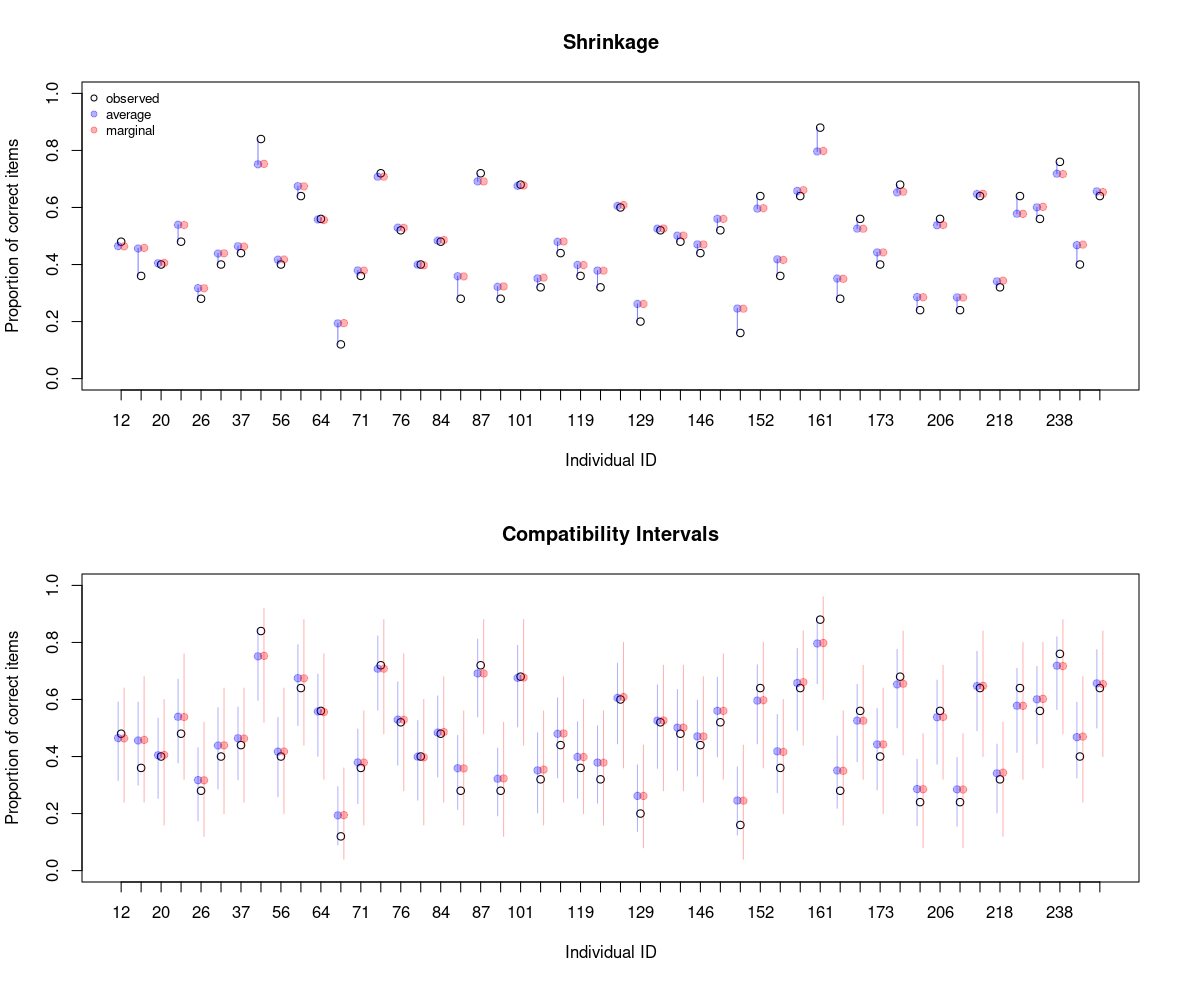 Shrinkage
Proportion of correct items
1.0
0.8
0.6
0.4
0.2
0.0
observed
average
marginal
12 20 26 37 56 64 71 76 84 87 101 119 129 146 152 161 173 206 218 238
Individual ID
Compatibility Intervals
Proportion of correct items
1.0
0.8
0.6
0.4
0.2
0.0
12 20 26 37 56 64 71 76 84 87 101 119 129 146 152 161 173 206 218 238
Individual ID